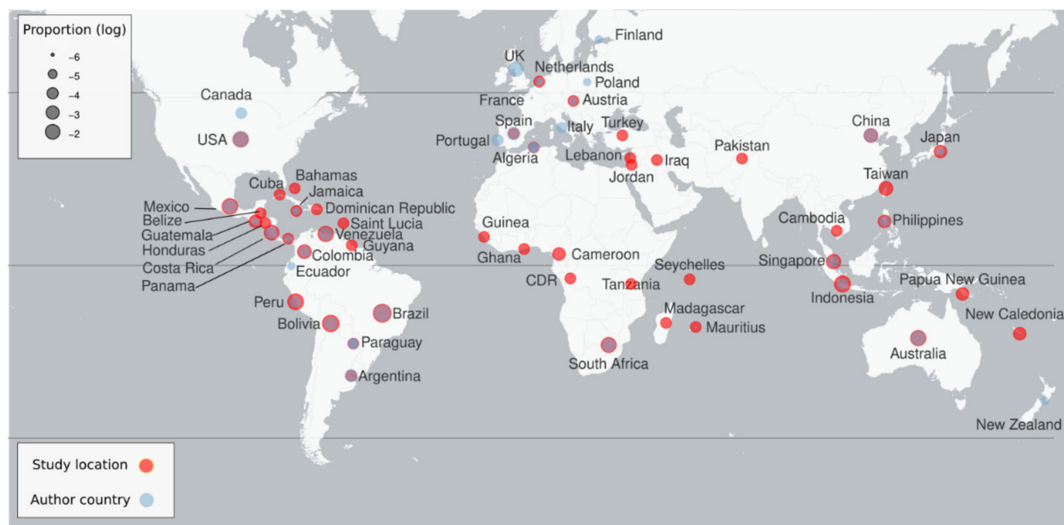 Proportion (log)
−6
−5
−4
−3
−2
Finland
UK
Netherlands
Poland
Canada
France
Austria
USA
Spain
Italy
Turkey
China
Portugal
Japan
Algeria
Lebanon
Iraq
Pakistan
Jordan
Taiwan
Cuba
Bahamas
Jamaica
Mexico
Dominican Republic
Belize
Saint Lucia
Guinea
Cambodia
Philippines
Guatemala
Venezuela
Honduras
Guyana
Ghana
Cameroon
Costa Rica
Colombia
Seychelles
Singapore
Panama
Ecuador
CDR
Tanzania
Papua New Guinea
Indonesia
Peru
Brazil
Madagascar
New Caledonia
Bolivia
Mauritius
Paraguay
South Africa
Australia
Argentina
New Zealand
Study location
Author country